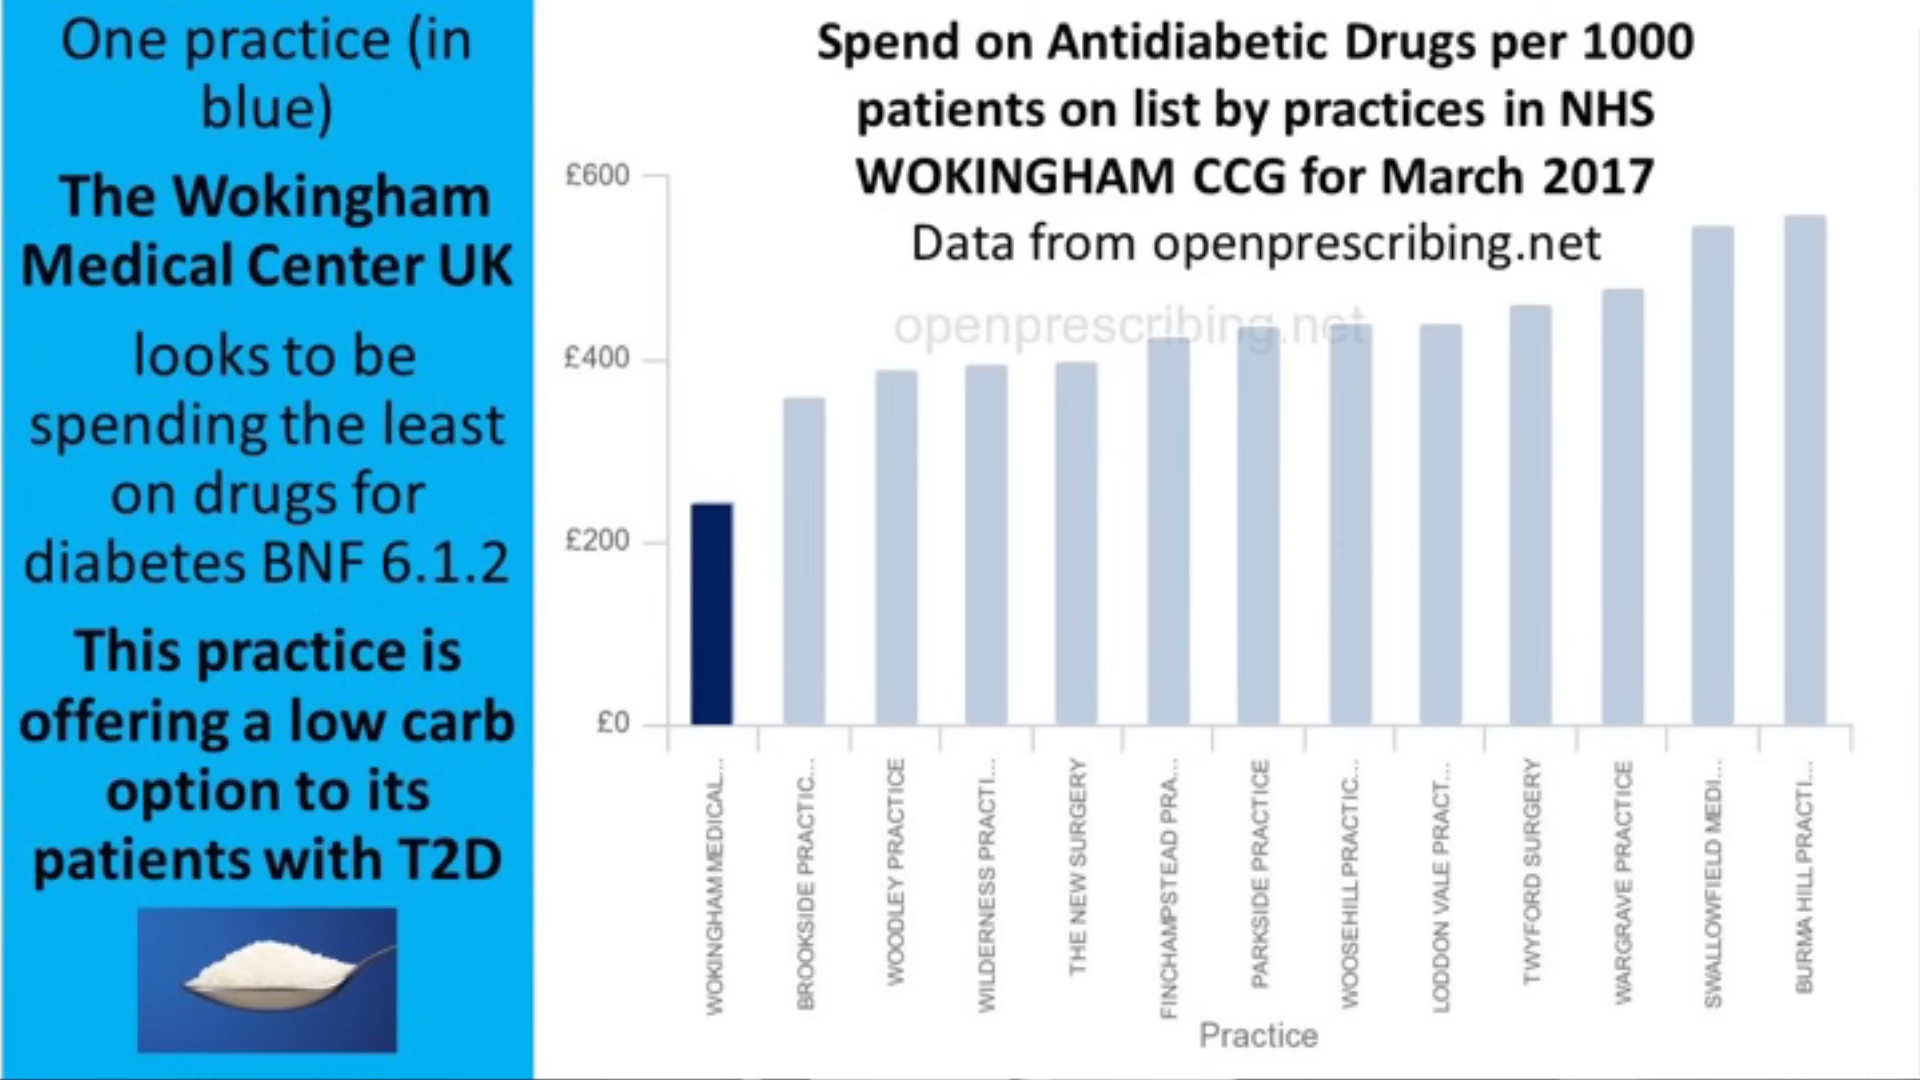 One practice (in
blue)
The Wokingham
Medical Center UK
looks to be
spending the least
on drugs for
diabetes BNF 6.1.2
This practice is
offering a low carb
option to its
patients with T2D
Spend on Antidiabetic Drugs per 1000
patients on list by practices in NHS
WOKINGHAM CCG for March 2017
Data from openprescribing.net
openprescribing.net
£600
£400
£200
£0
WOKINGHAM MEDICAL...
BROOKSIDE PRACTIC...
WOODLEY PRACTICE
WILDERNESS PRACTI...
THE NEW SURGERY
FINCHAMPSTEAD PRA...
PARKSIDE PRACTICE
WOOSEHILL PRACTIC...
LODDON VALE PRACT...
TWYFORD SURGERY
WARGRAVE PRACTICE
SWALLOWFIELD MEDI...
BURMA HILL PRACTI...
Practice